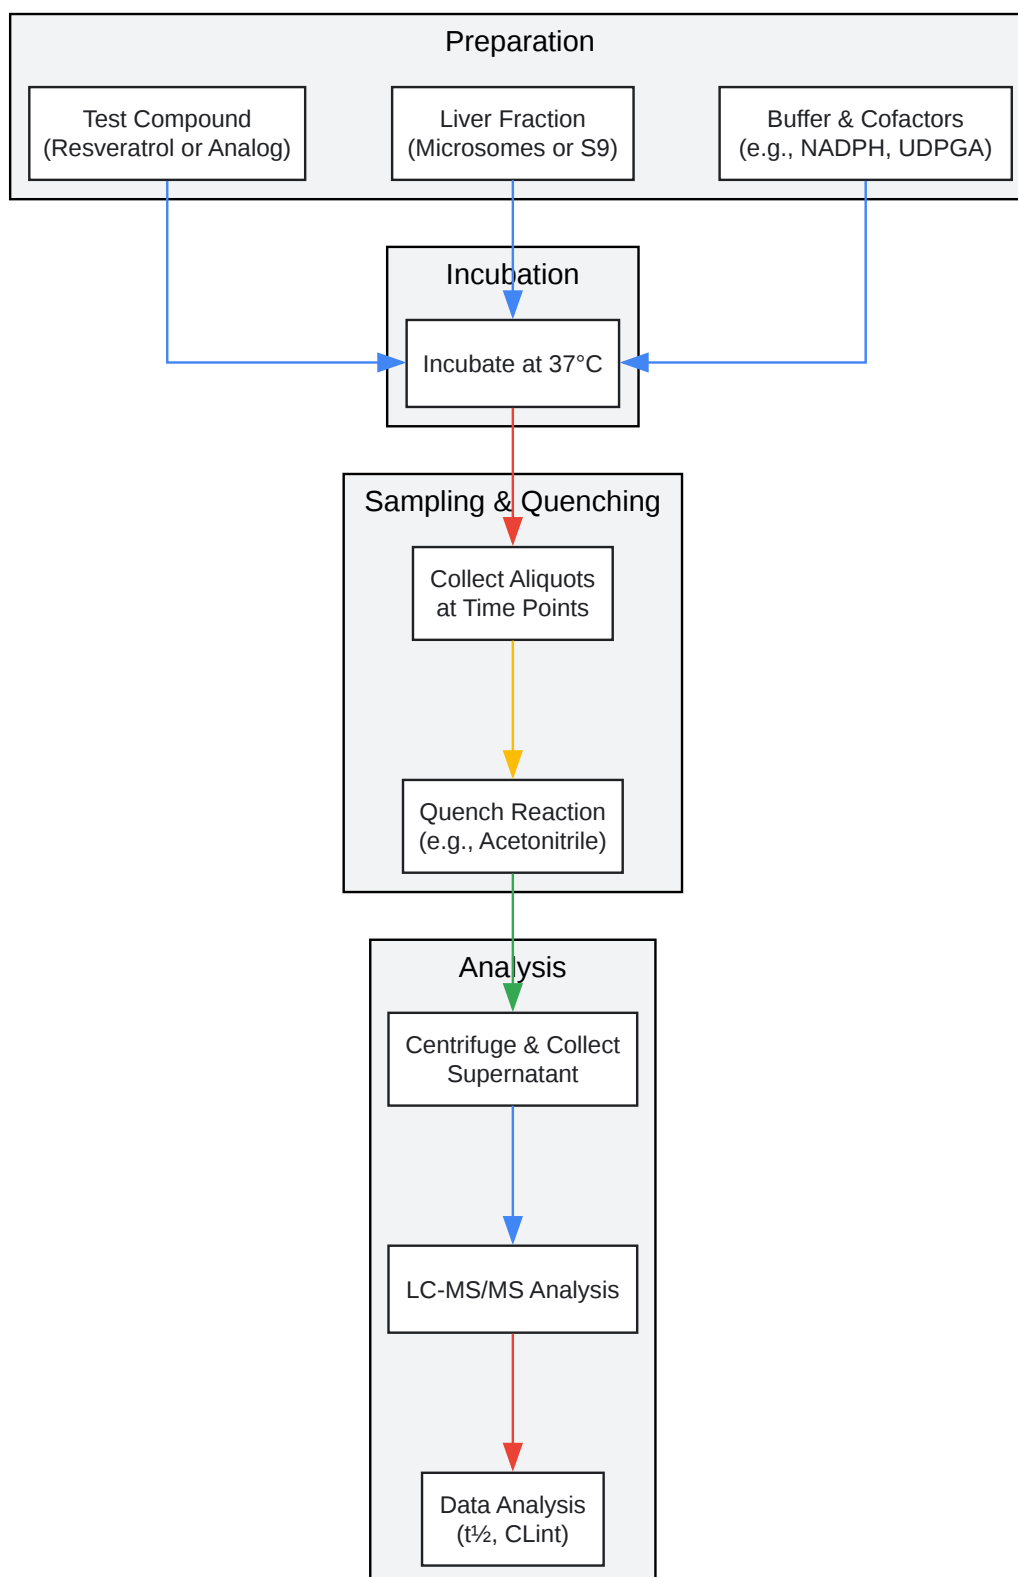 Preparation
Test Compound
(Resveratrol or Analog)
Liver Fraction
(Microsomes or S9)
Buffer & Cofactors
(e.g., NADPH, UDPGA)
Incubation
Incubate at 37°C
Sampling & Quenching
Collect Aliquots
at Time Points
Quench Reaction
(e.g., Acetonitrile)
Analysis
Centrifuge & Collect
Supernatant
LC-MS/MS Analysis
Data Analysis
(t½, CLint)